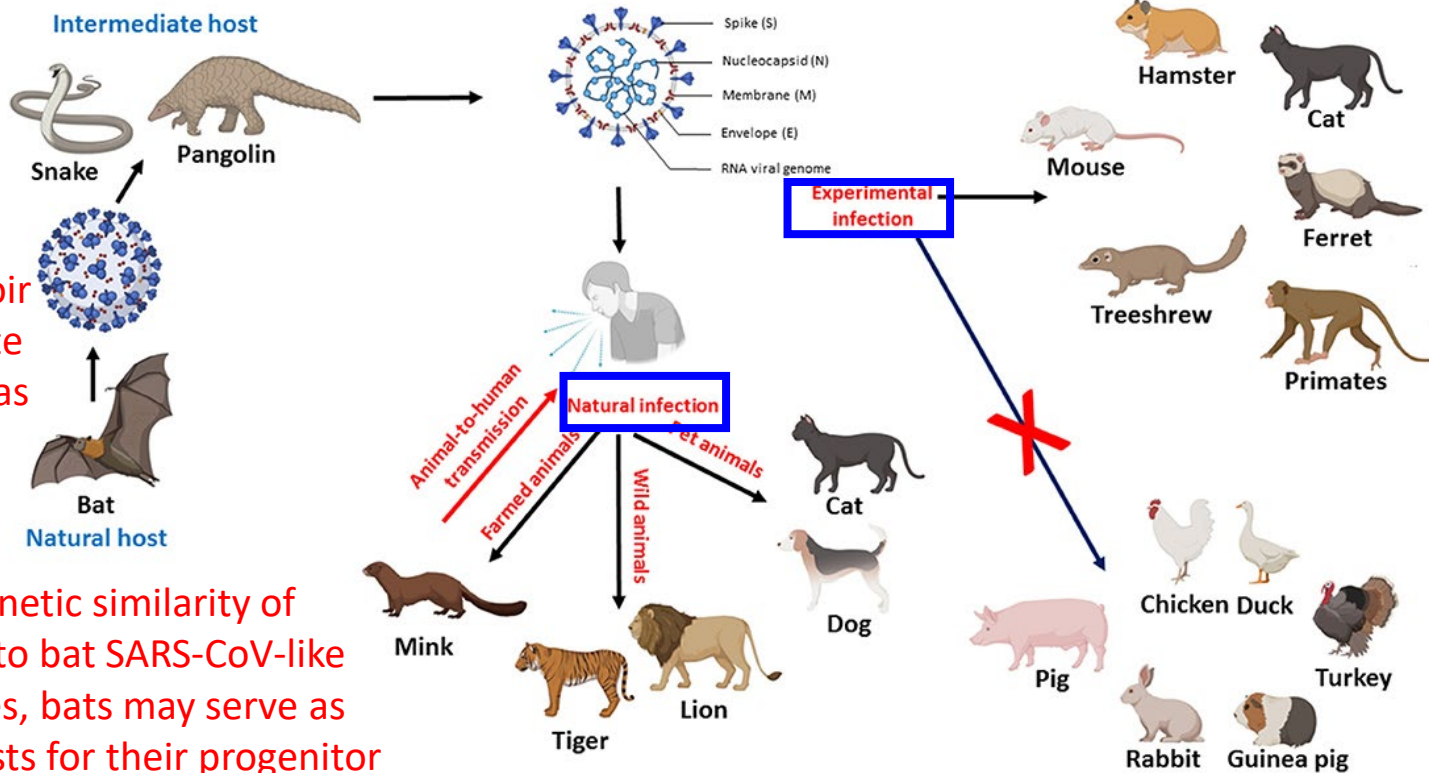 Intermediate host
Snake
Pangolin
Spike (S)
Nucleocapsid (N)
Membrane (M)
Envelope (E)
RNA viral genome
Hamster
Cat
Mouse
Ferret
Treeshrew
Primates
Experimental
infection
as
Bat
Natural host
Natural infection
Animal-to-human
transmission
Farmed animals
Wild animals
Pet animals
Mink
Tiger
Lion
Cat
Dog
Chicken Duck
Pig
Turkey
Rabbit
Guinea pig
similarity of
to bat SARS-CoV-like
bats may serve as
for their progenitor